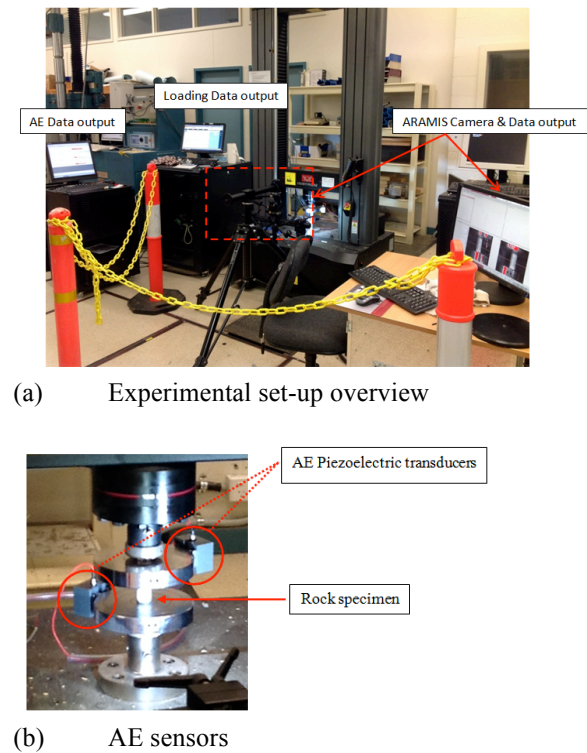 Loading Data output
AE Data output
ARAMIS Camera & Data output
(a) Experimental set-up overview
AE Piezoelectric transducers
Rock specimen
(b) AE sensors